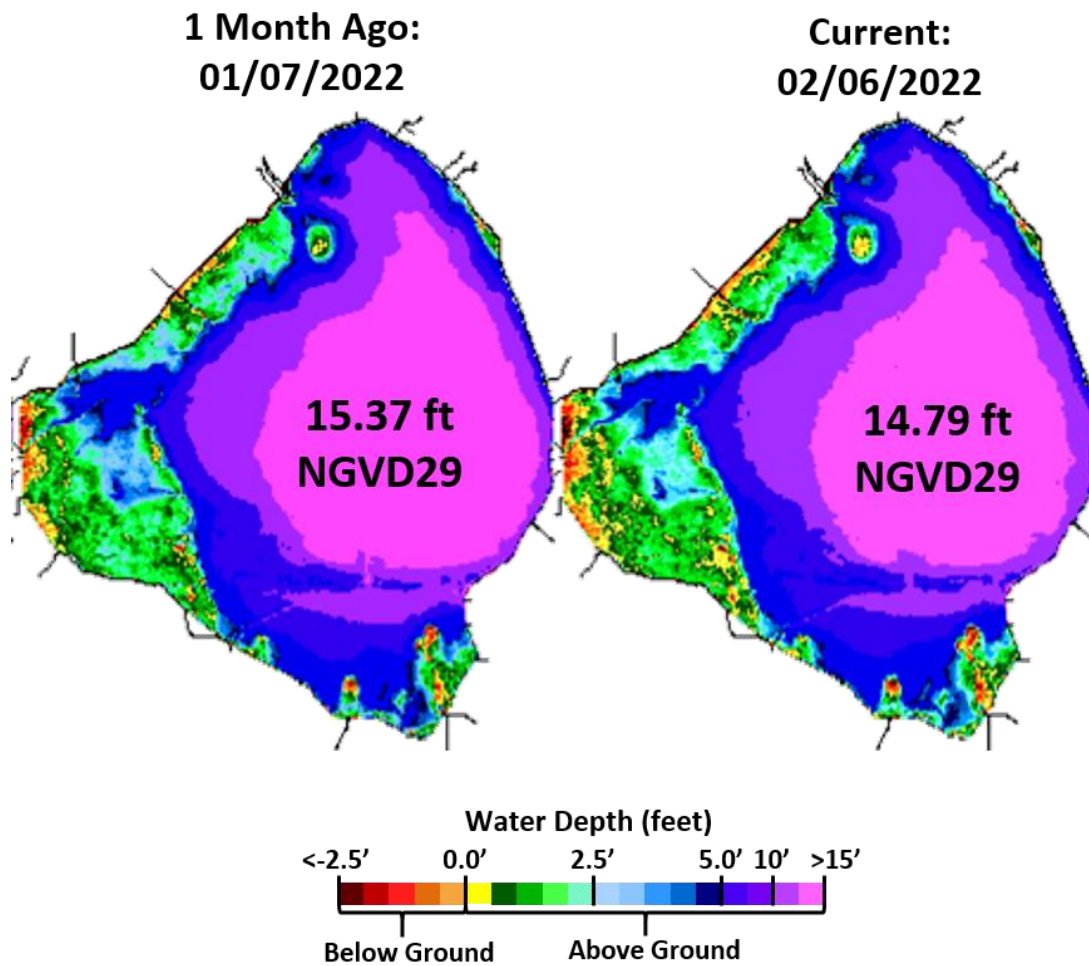 1 Month Ago:
01/07/2022
Current:
02/06/2022
15.37 ft
NGVD29
14.79 ft
NGVD29
Water Depth (feet)
<-2.5’ 0.0’ 2.5’ 5.0’ 10’ >15’
Below Ground Above Ground